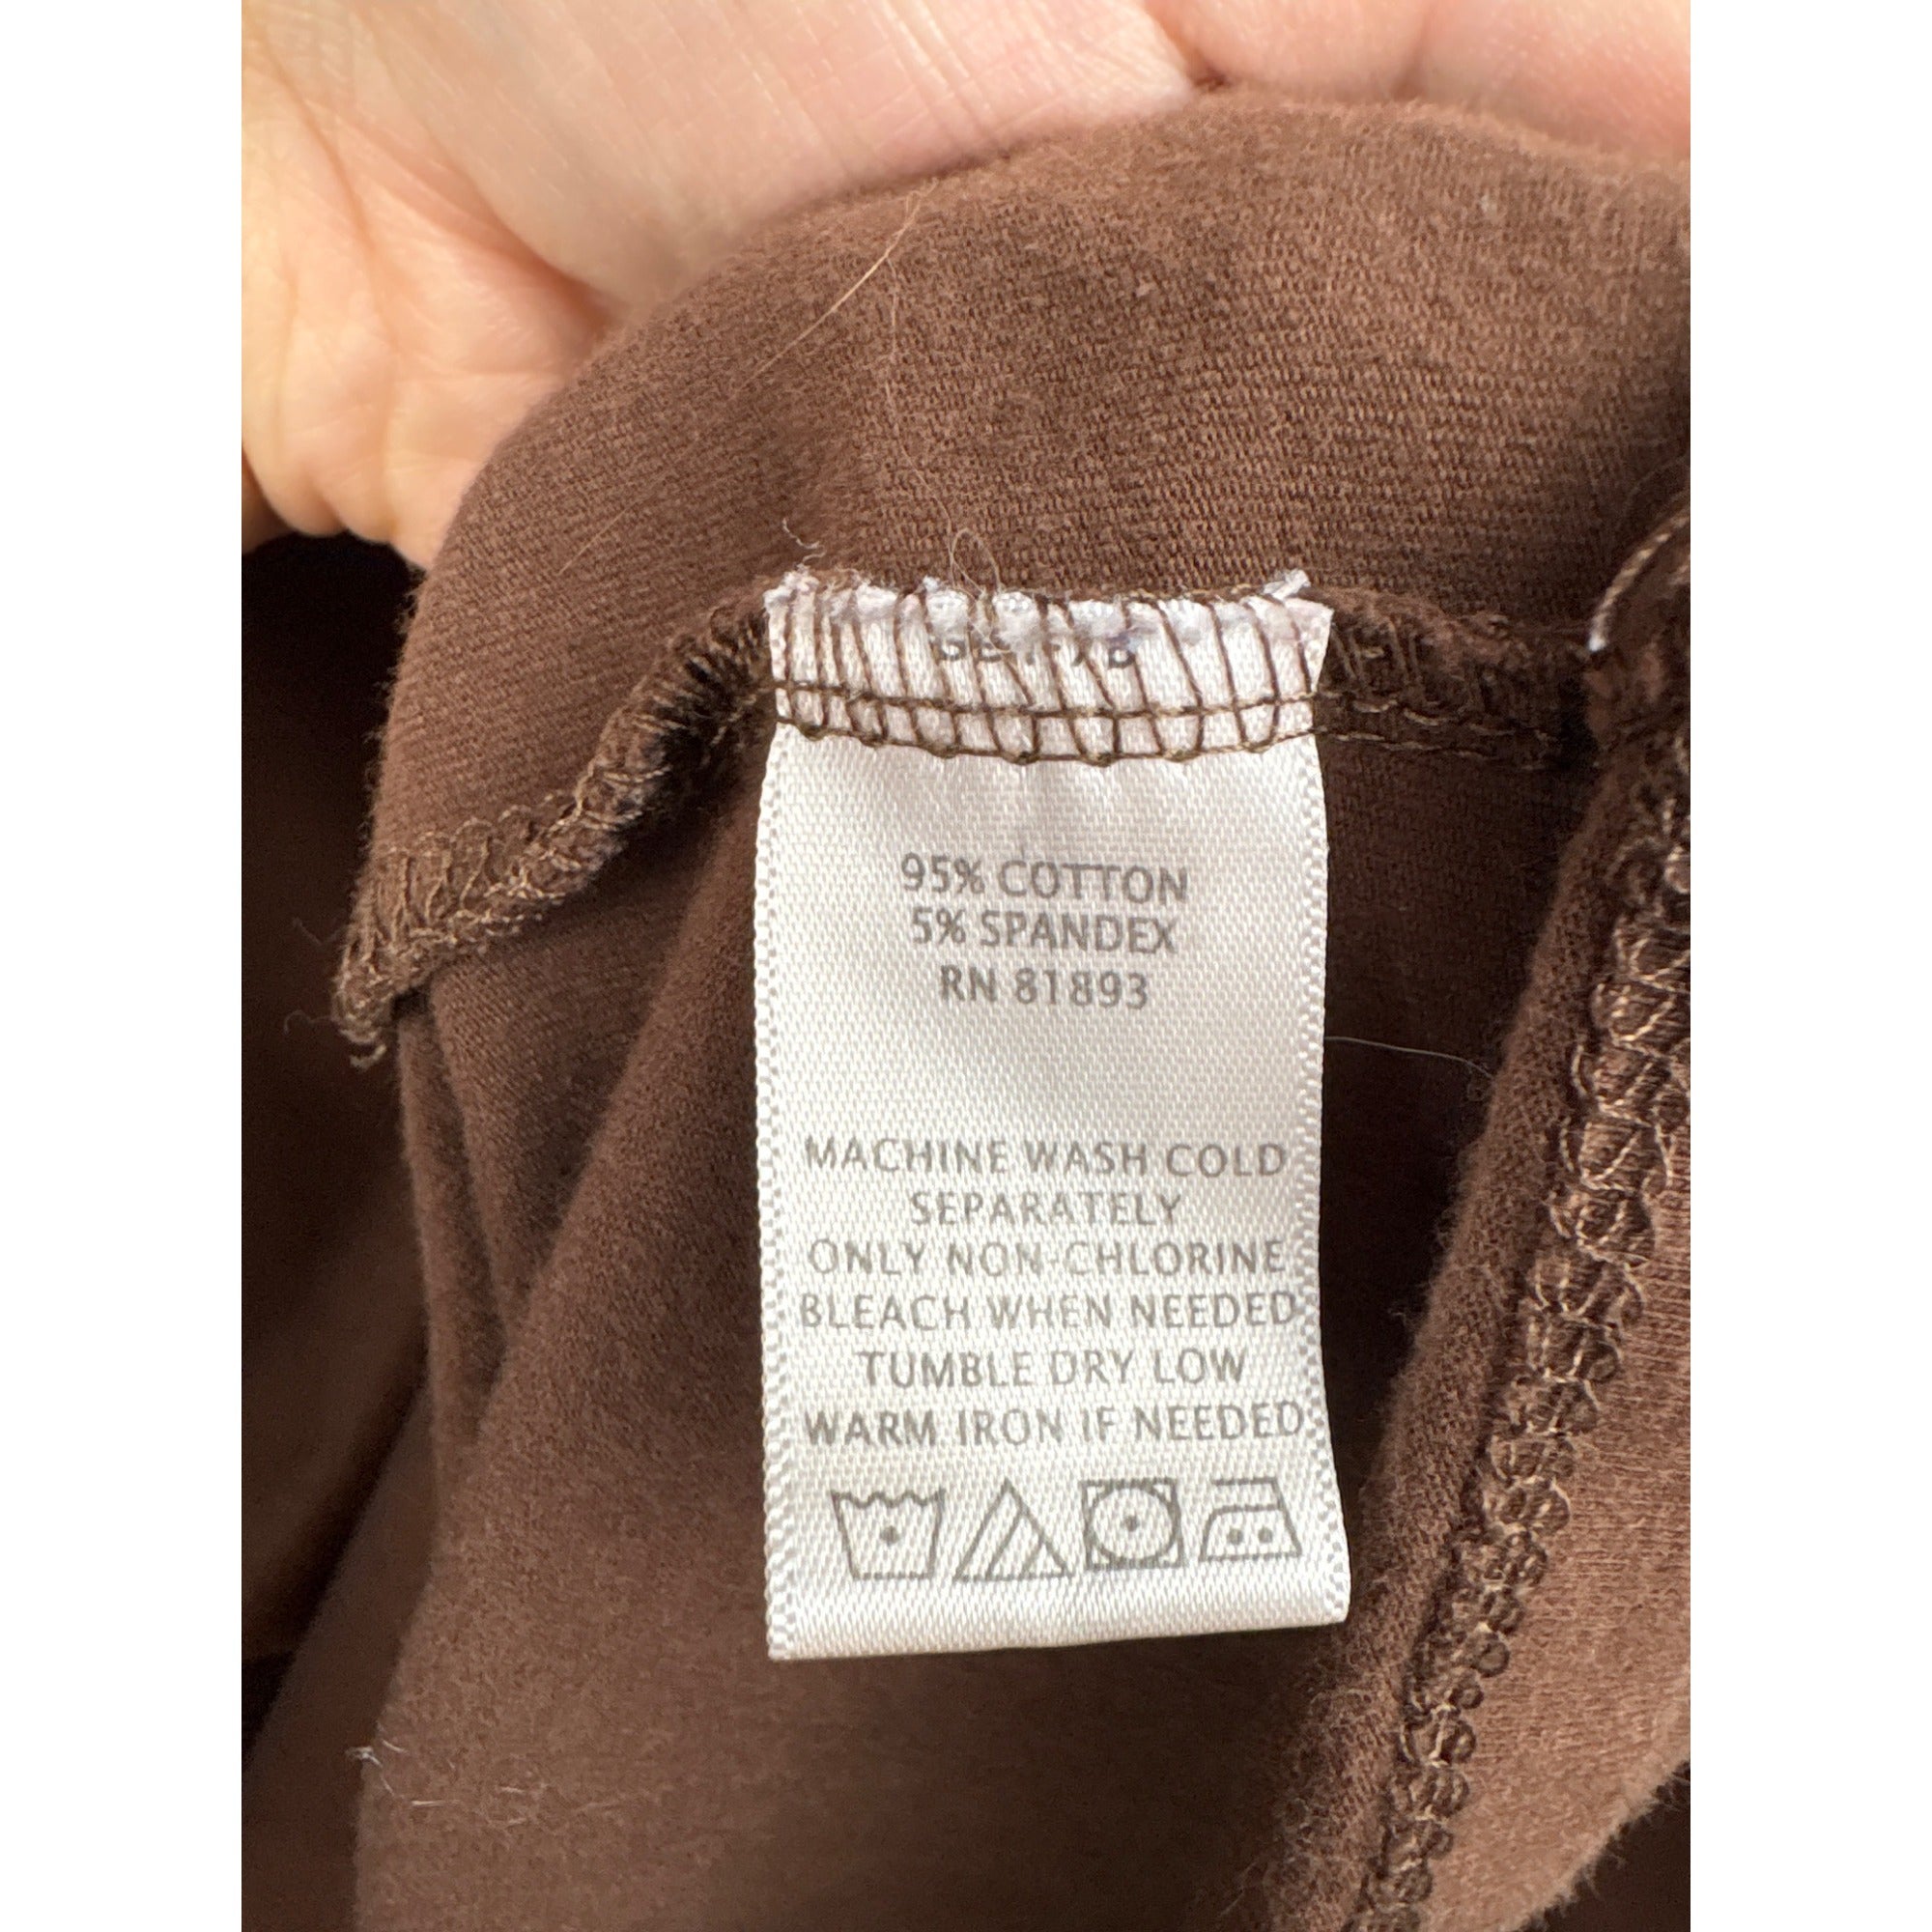 95% COTTON
5% SPANDEX
RN 81893
MACHINE WASH COLD
SEPARATELY
ONLY NON-CHLORINE
BLEACH WHEN NEEDED
TUMBLE DRY LOW
WARM IRON IF NEEDED